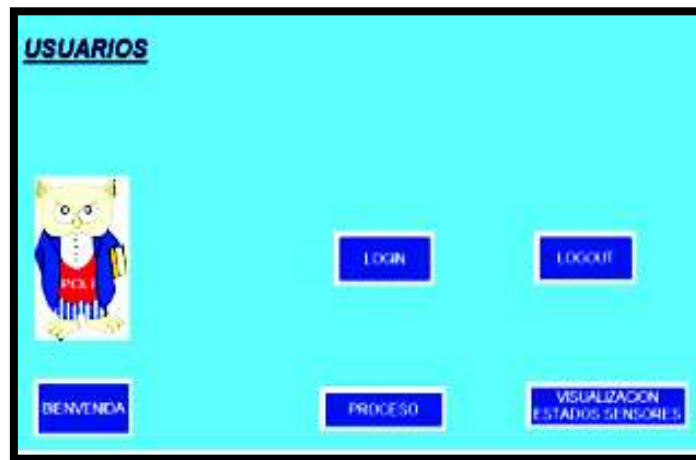 USUARIOS
POLI
LOGIN
LOGOUT
BIENVENIDA
PROCESO
VISUALIZACION
ESTADOS SENSORES